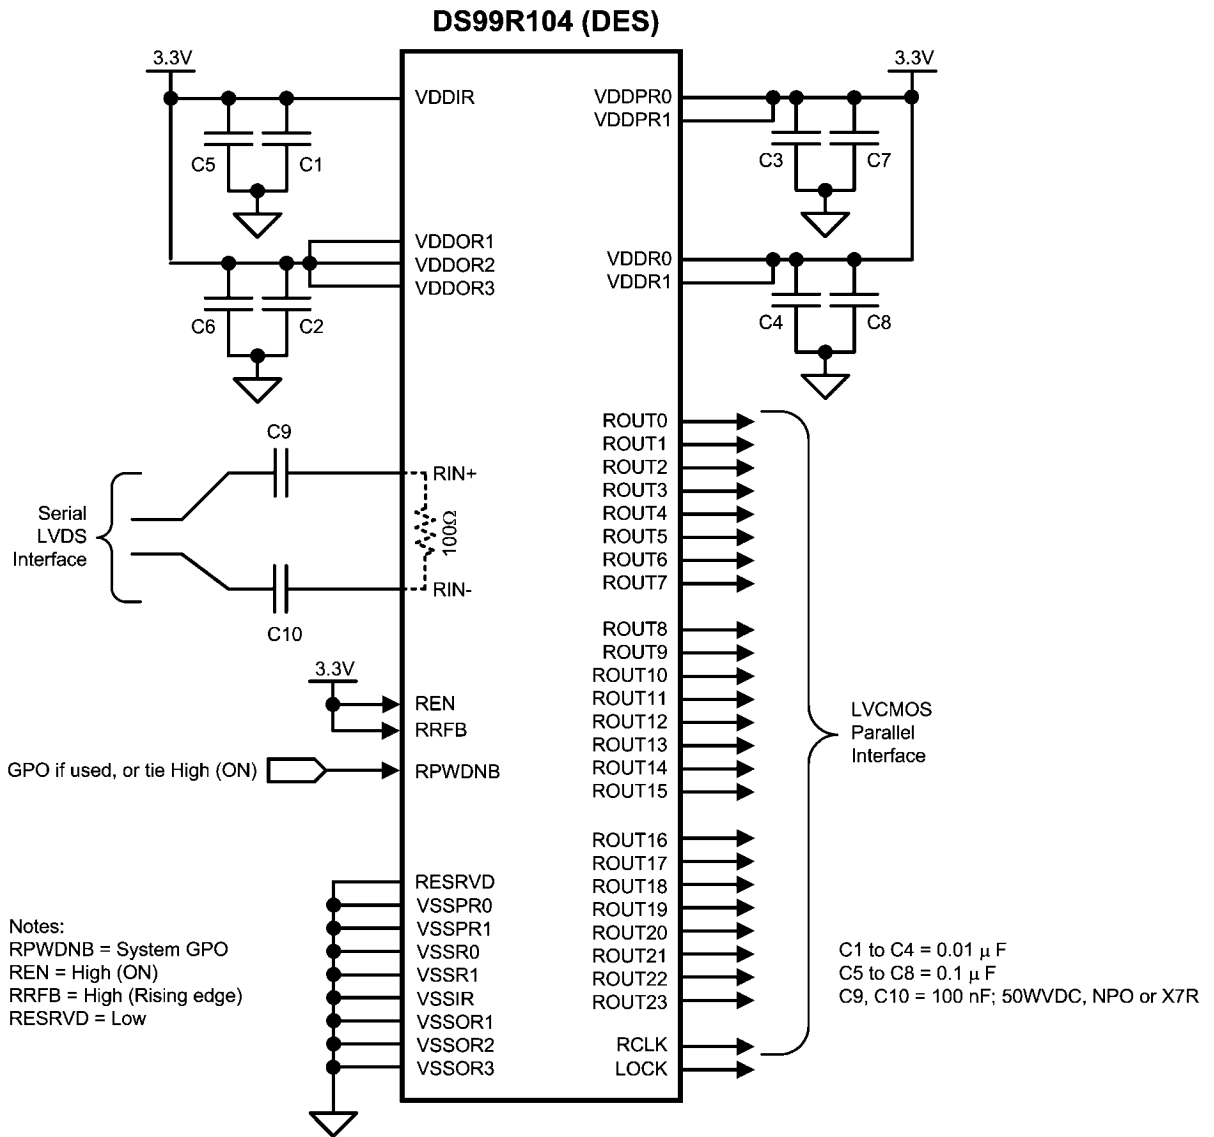 DS99R104 (DES)
3.3V
3.3V
VDDIR
C5
C1
VDDOR1
VDDOR2
VDDOR3
C6
C2
VDDPR0
VDDPR1
C3
C7
VDDR0
VDDR1
C4
C8
C9
Serial
LVDS
Interface
RIN+
100Ω
RIN-
C10
3.3V
REN
RRFB
GPO if used, or tie High (ON)
RPWDNB
RESRVD
VSSPR0
VSSPR1
VSSR0
VSSR1
VSSIR
VSSOR1
VSSOR2
VSSOR3
Notes:
RPWDNB = System GPO
REN = High (ON)
RRFB = High (Rising edge)
RESRVD = Low
ROUT0
ROUT1
ROUT2
ROUT3
ROUT4
ROUT5
ROUT6
ROUT7
ROUT8
ROUT9
ROUT10
ROUT11
ROUT12
ROUT13
ROUT14
ROUT15
ROUT16
ROUT17
ROUT18
ROUT19
ROUT20
ROUT21
ROUT22
ROUT23
RCLK
LOCK
LVCMOS
Parallel
Interface
C1 to C4 = 0.01 μ F
C5 to C8 = 0.1 μ F
C9, C10 = 100 nF; 50WVDC, NPO or X7R